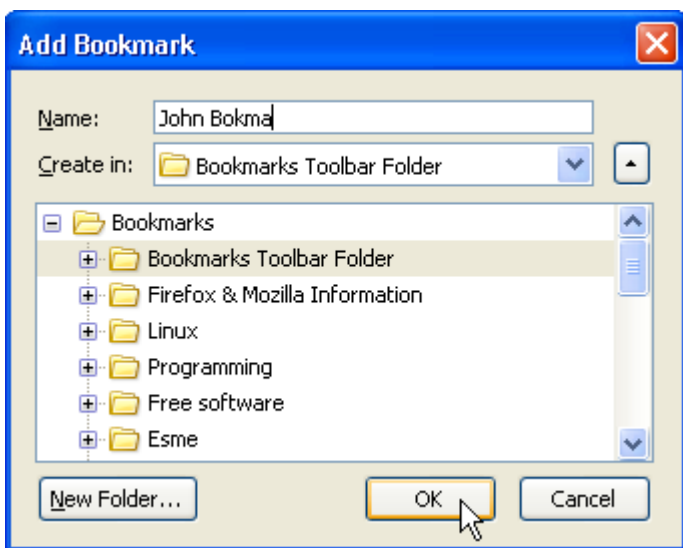 Add Bookmark
Name: John Bokma
Create in: Bookmarks Toolbar Folder
Bookmarks
Bookmarks Toolbar Folder
Firefox & Mozilla Information
Linux
Programming
Free software
Esme
New Folder... OK Cancel